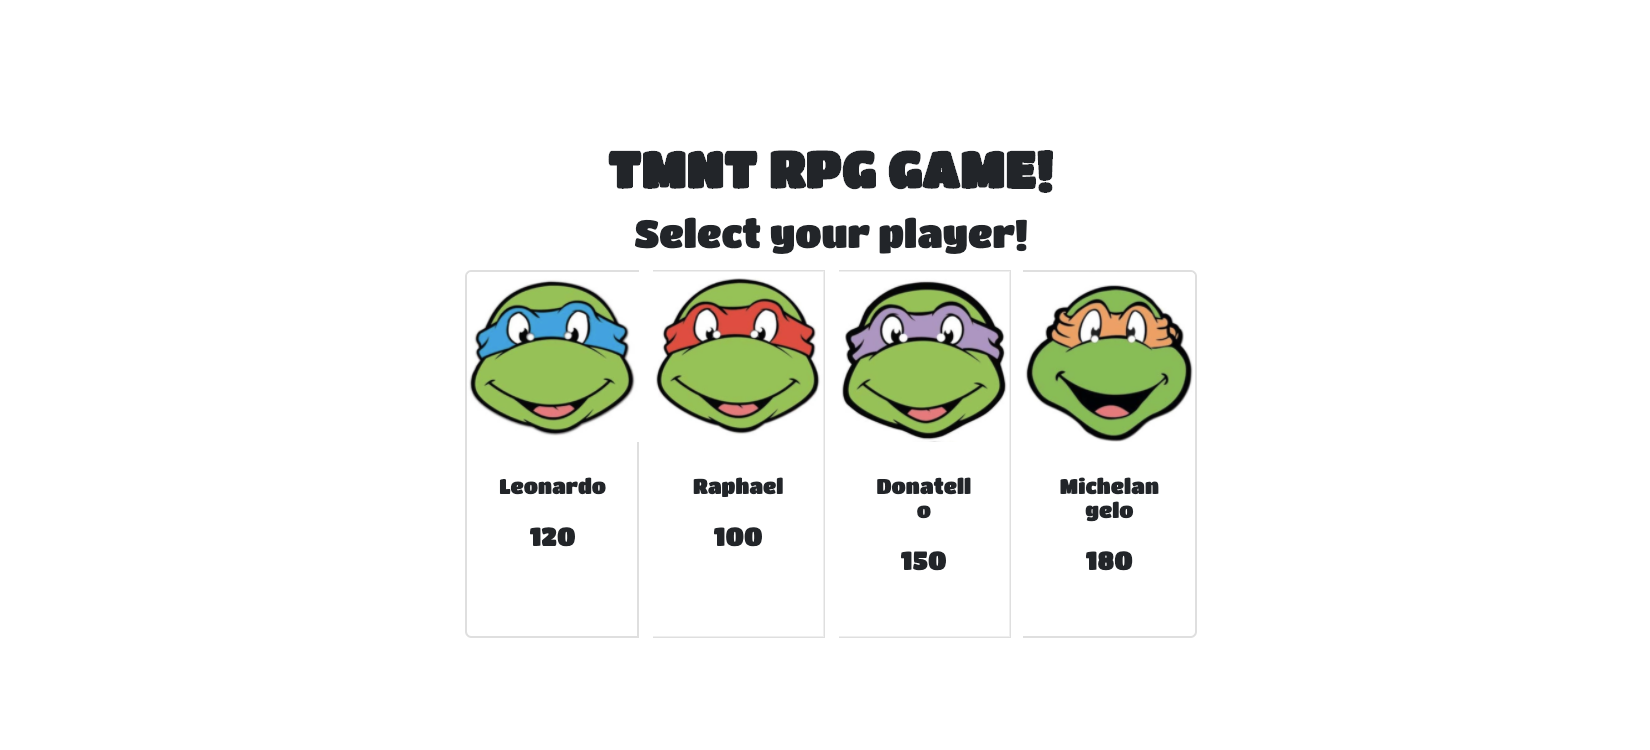 TMNT RPG GAME!
Select your player!
Leonardo
120
Raphael
100
Donatell
o
150
Michelan
gelo
180